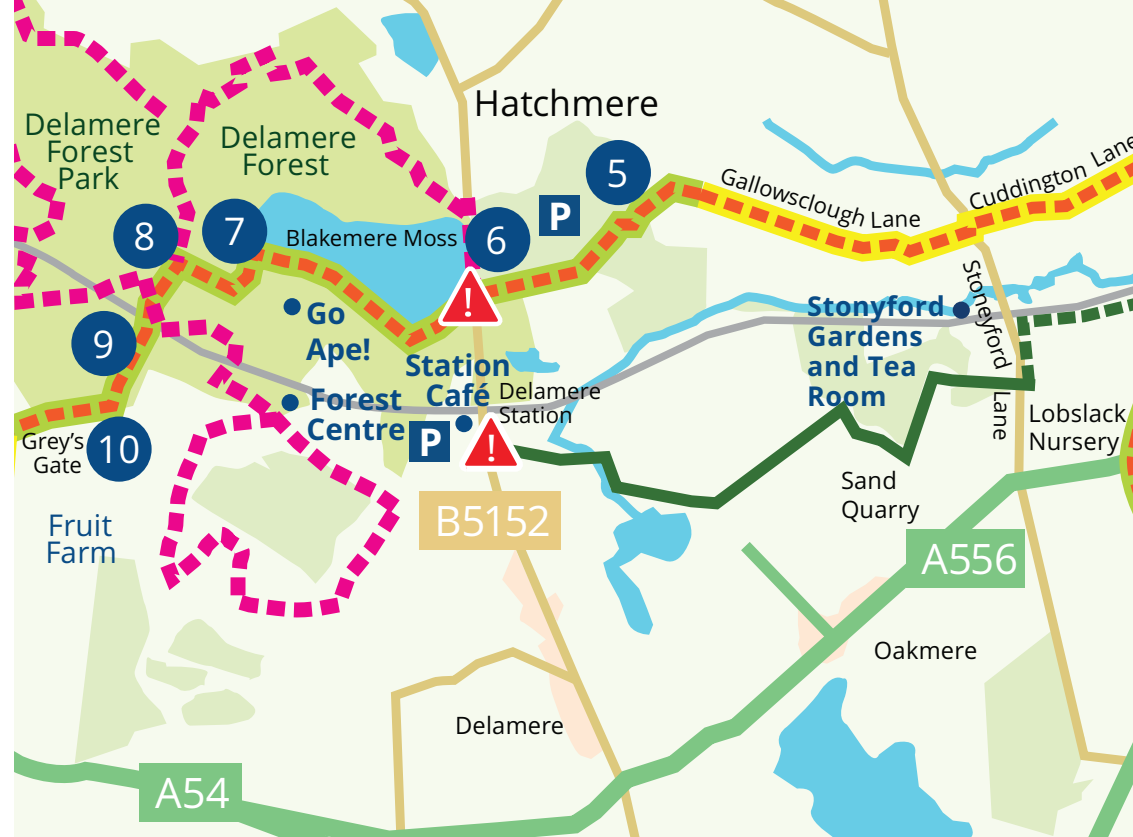 Hatchmere
Delamere
Forest
Park
Delamere
Forest
5
P
Gallowsclough Lane
Cuddington Lane
8
7
Blakemere Moss
6
!
Go
Ape!
Stonyford
Gardens
and Tea
Room
Stoneyford Lane
9
Station
Café
Delamere
Station
Forest
Centre
P
!
Grey's
Gate
10
Lobslack
Nursery
Sand
Quarry
Fruit
Farm
B5152
A556
Oakmere
Delamere
A54